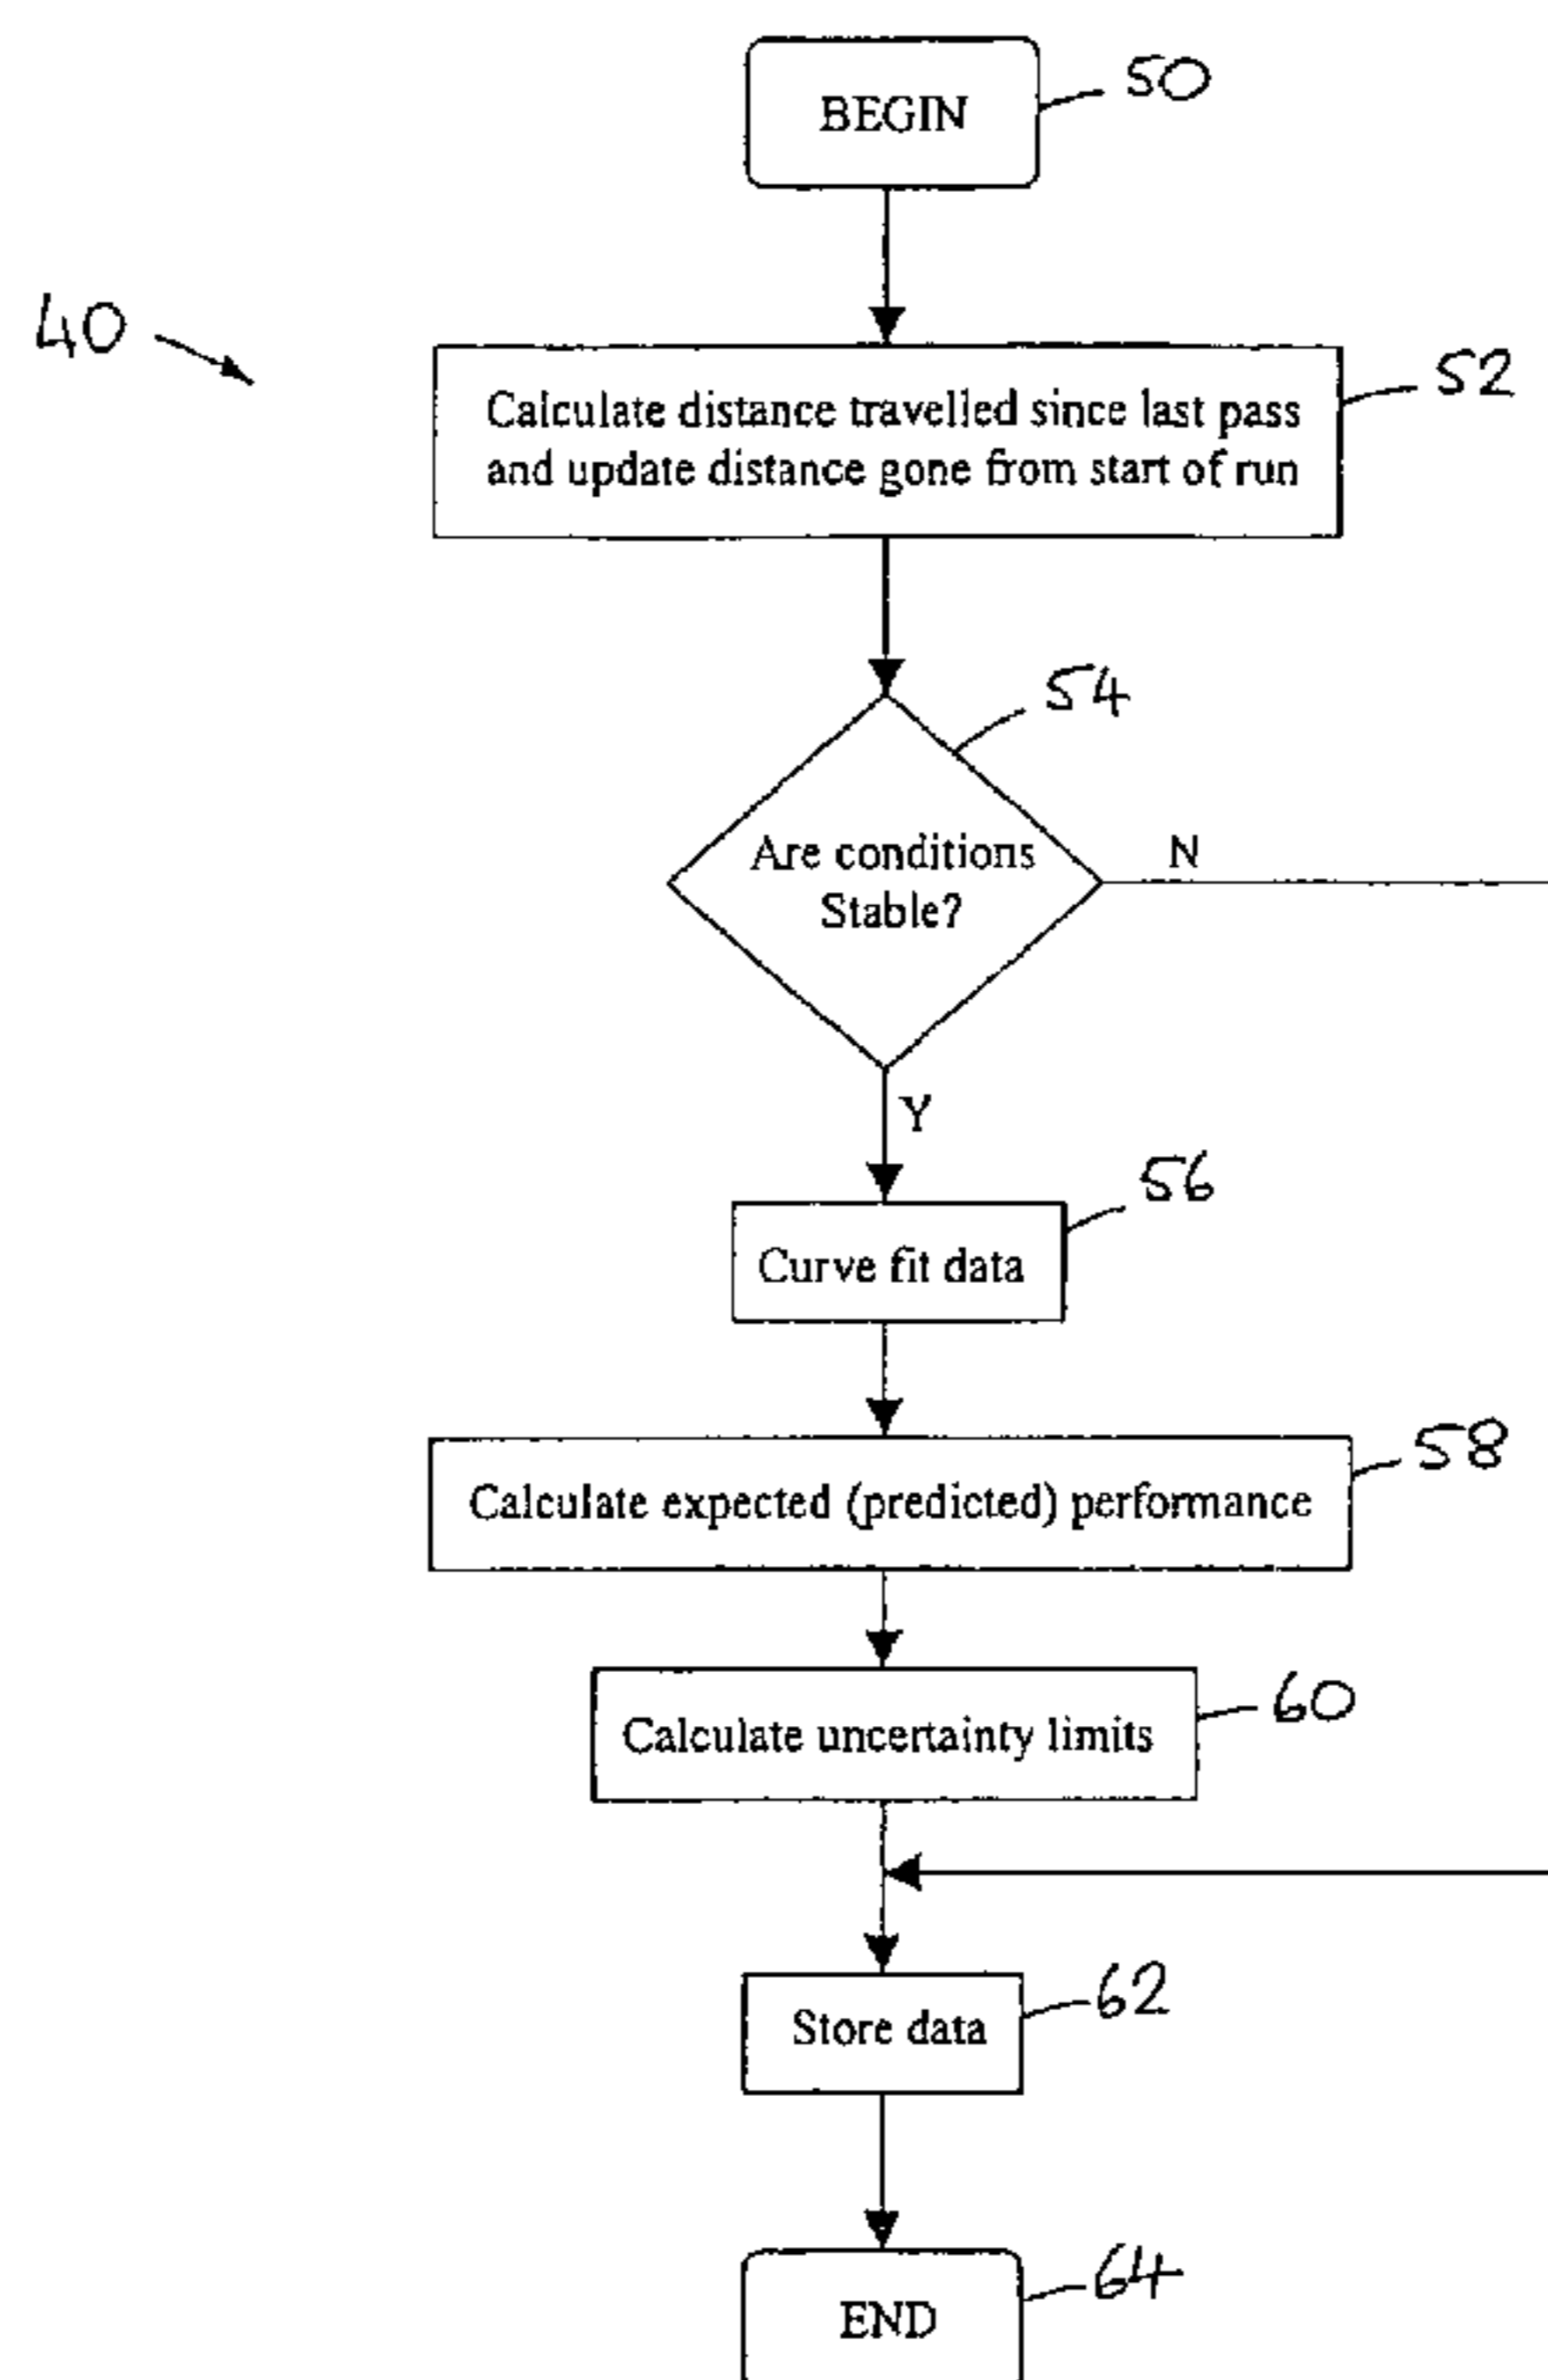 BEGIN
50
40
Calculate distance travelled since last pass
and update distance gone from start of run
52
54
Are conditions
Stable?
N
Y
56
Curve fit data
58
Calculate expected (predicted) performance
60
Calculate uncertainty limits
62
Store data
64
END